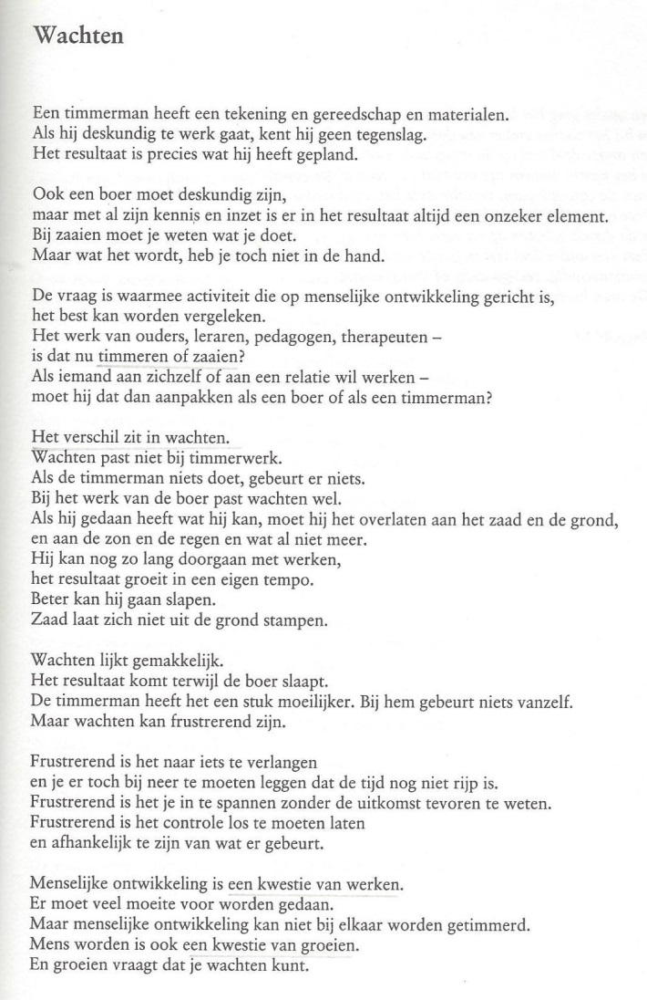 Wachten
Een timmerman heeft een tekening en gereedschap en materialen.
Als hij deskundig te werk gaat, kent hij geen tegenslag.
Het resultaat is precies wat hij heeft gepland.
Ook een boer moet deskundig zijn,
maar met al zijn kennis en inzet is er in het resultaat altijd een onzeker element.
Bij zaaien moet je weten wat je doet.
Maar wat het wordt, heb je toch niet in de hand.
De vraag is waarmee activiteit die op menselijke ontwikkeling gericht is,
het best kan worden vergeleken.
Het werk van ouders, leraren, pedagogen, therapeuten –
is dat nu timmeren of zaaien?
Als iemand aan zichzelf of aan een relatie wil werken –
moet hij dat dan aanpakken als een boer of als een timmerman?
Het verschil zit in wachten.
Wachten past niet bij timmerwerk.
Als de timmerman niets doet, gebeurt er niets.
Bij het werk van de boer past wachten wel.
Als hij gedaan heeft wat hij kan, moet hij het overlaten aan het zaad en de grond,
en aan de zon en de regen en wat al niet meer.
Hij kan nog zo lang doorgaan met werken,
het resultaat groeit in een eigen tempo.
Beter kan hij gaan slapen.
Zaad laat zich niet uit de grond stampen.
Wachten lijkt gemakkelijk.
Het resultaat komt terwijl de boer slaapt.
De timmerman heeft het een stuk moeilijker. Bij hem gebeurt niets vanzelf.
Maar wachten kan frustrerend zijn.
Frustrerend is het naar iets te verlangen
en je er toch bij neer te moeten leggen dat de tijd nog niet rijp is.
Frustrerend is het je in te spannen zonder de uitkomst tevoren te weten.
Frustrerend is het controle los te moeten laten
en afhankelijk te zijn van wat er gebeurt.
Menselijke ontwikkeling is een kwestie van werken.
Er moet veel moeite voor worden gedaan.
Maar menselijke ontwikkeling kan niet bij elkaar worden getimmerd.
Mens worden is ook een kwestie van groeien.
En groeien vraagt dat je wachten kunt.